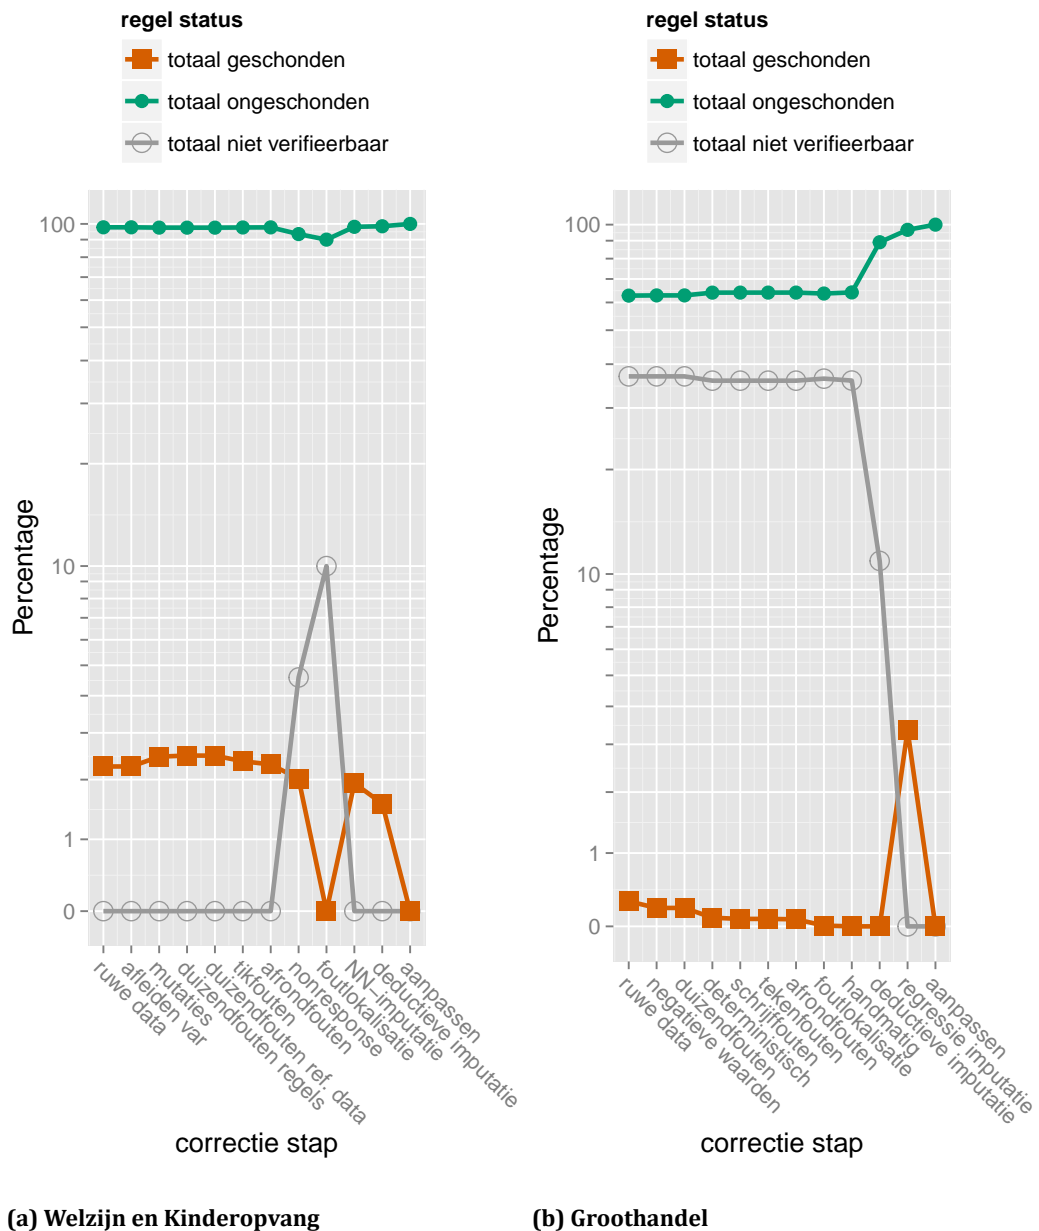 regel status
totaal geschonden
totaal ongeschonden
totaal niet verifieerbaar
100
10
1
0
Percentage
ruwe data
afleiden var
mutaties
duizendfouten regels
duizendfouten ref. data
tikfouten
afrondfouten
nonresponse
foutlokalisatie
NN-imputatie
deductieve imputatie
aanpassen
correctie stap
(a) Welzijn en Kinderopvang
regel status
totaal geschonden
totaal ongeschonden
totaal niet verifieerbaar
100
10
1
0
Percentage
ruwe data
negatieve waarden
duizendfouten
deterministisch
schrijffouten
tekenfouten
afrondfouten
foutlokalisatie
handmatig
deductieve imputatie
regressie imputatie
aanpassen
correctie stap
(b) Groothandel